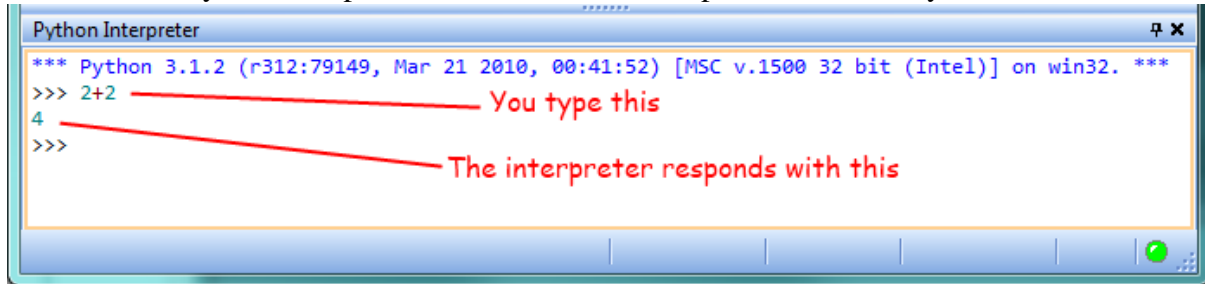 Python Interpreter
*** Python 3.1.2 (r312:79149, Mar 21 2010, 00:41:52) [MSC v.1500 32 bit (Intel)] on win32. ***
>>> 2+2
You type this
4
>>>
The interpreter responds with this